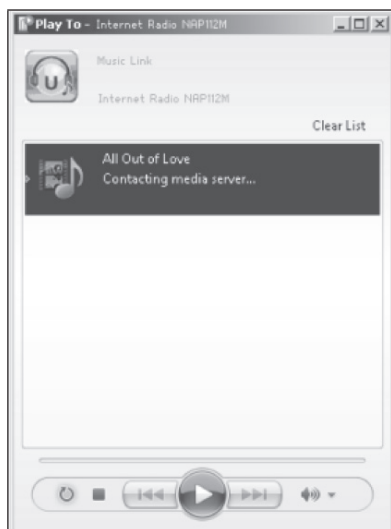 Play To - Internet Radio NAP112M
Music Link
Internet Radio NAP112M
Clear List
All Out of Love
Contacting media server...